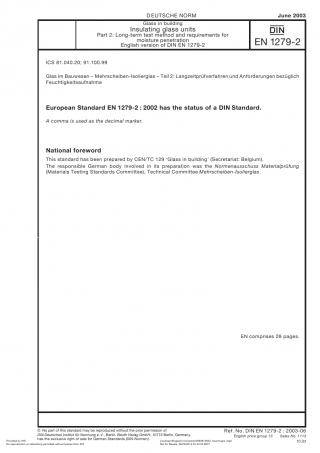 DEUTSCHE NORM
June 2003
Glass in building
Insulating glass units
Part 2: Long-term test method and requirements for
moisture penetration
English version of DIN EN 1279-2
DIN
EN 1279-2
ICS 81.040.20; 91.100.99
Glas im Bauwesen – Mehrscheiben-Isolierglas – Teil 2: Langzeitprüfverfahren und Anforderungen bezüglich
Feuchtigkeitsaufnahme
European Standard EN 1279-2 : 2002 has the status of a DIN Standard.
A comma is used as the decimal marker.
National foreword
This standard has been prepared by CEN/TC 129 ‘Glass in building’ (Secretariat: Belgium).
The responsible German body involved in its preparation was the Normenausschuss Materialprüfung
(Materials Testing Standards Committee), Technical Committee Mehrscheiben-Isolierglas.
EN comprises 28 pages.
© No part of this standard may be reproduced without the prior permission of
DIN Deutsches Institut für Normung e. V., Berlin. Beuth Verlag GmbH, 10772 Berlin, Germany,
has the exclusive right of sale for German Standards (DIN-Normen).
Ref. No. DIN EN 1279-2 : 2003-06
English price group 13 Sales No. 1113
10.03